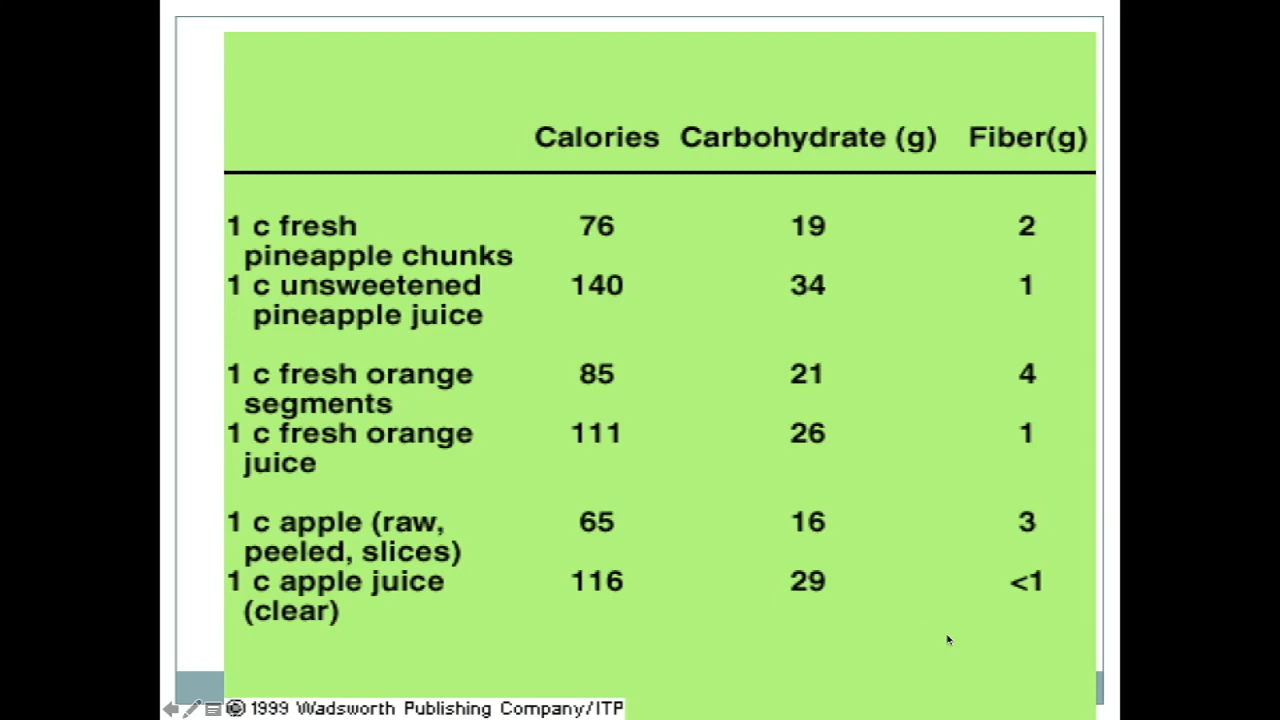 Calories Carbohydrate (g) Fiber(g)
1 c fresh 76 19 2
pineapple chunks
1 c unsweetened 140 34 1
pineapple juice
1 c fresh orange 85 21 4
segments
1 c fresh orange 111 26 1
juice
1 c apple (raw, 65 16 3
peeled, slices)
1 c apple juice 116 29 <1
(clear)
© 1999 Wadsworth Publishing Company/ITP